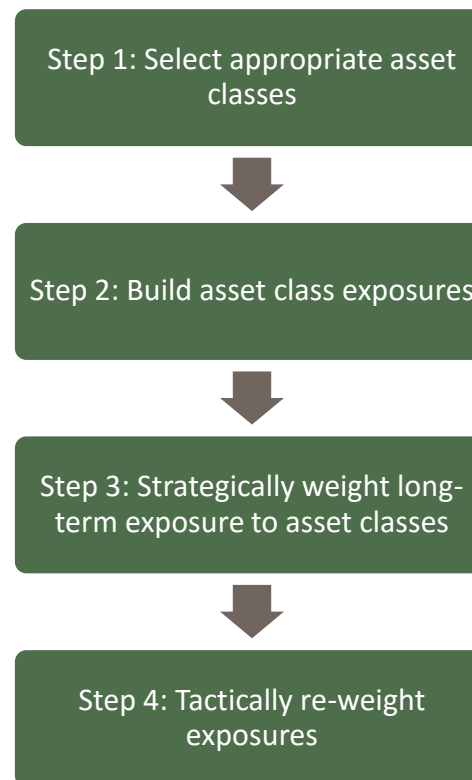 Step 1: Select appropriate asset
classes
Step 2: Build asset class exposures
Step 3: Strategically weight long-
term exposure to asset classes
Step 4: Tactically re-weight
exposures